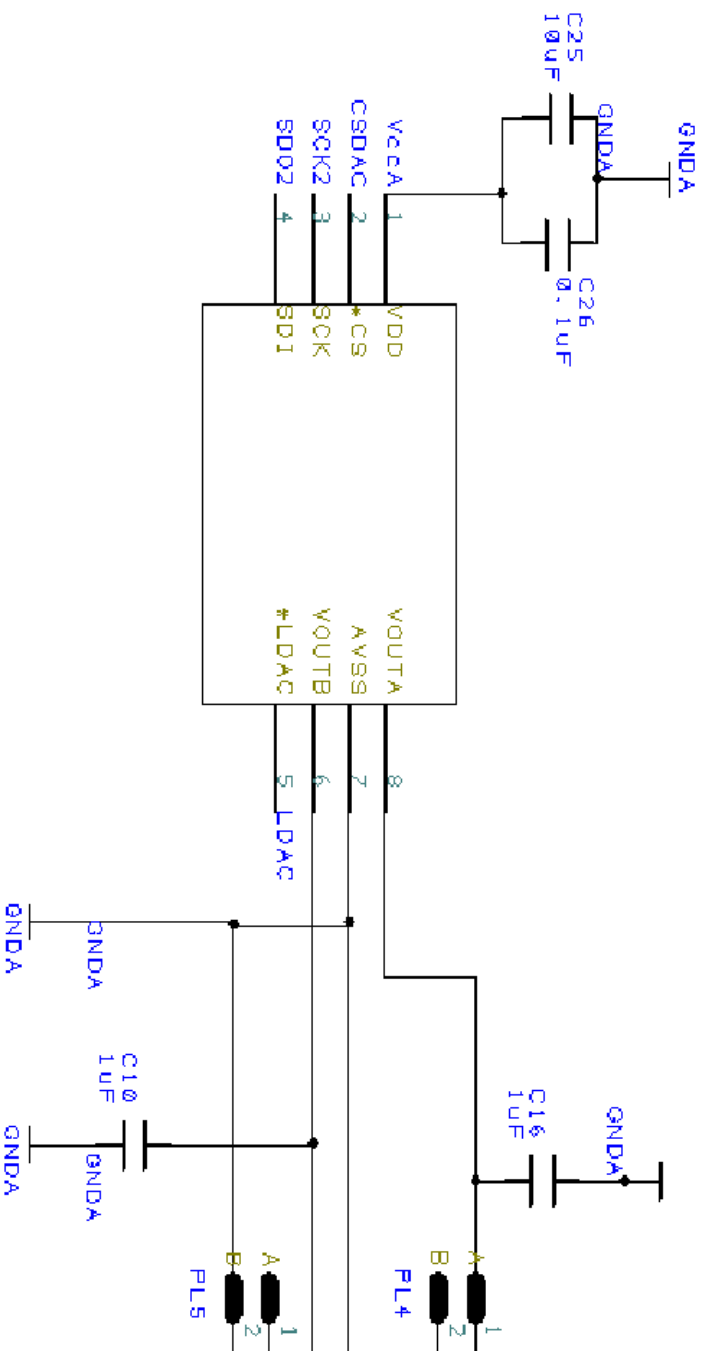 GNDA
GNDA
GNDA
C25
10uF
C26
0.1uF
C16
1uF
A
1
B
2
PL4
VccA
1
VDD
VOUTA
8
CSDAC
2
*CS
AVSS
7
SCK2
3
SCK
VOUTB
6
SDO2
4
SDI
*LDAC
5
LDAC
A
1
B
2
PL5
C10
1uF
GNDA
GNDA
GNDA
GNDA